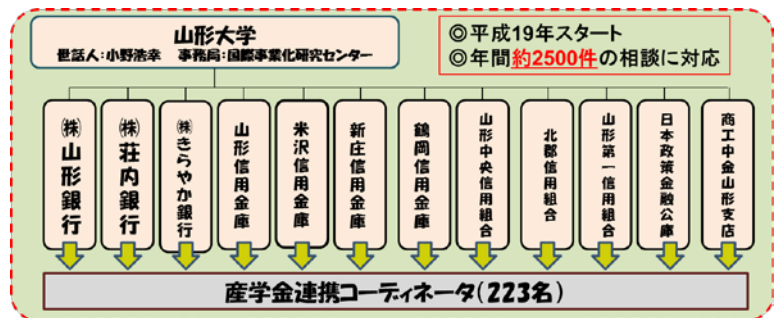 山形大学
世話人:小野浩幸　事務局:国際事業化研究センター
◎平成19年スタート
◎年間約2500件の相談に対応
㈱山形銀行
㈱荘内銀行
㈱きらやか銀行
山形信用金庫
米沢信用金庫
新庄信用金庫
鶴岡信用金庫
山形中央信用組合
北郡信用組合
山形第一信用組合
日本政策金融公庫
商工中金山形支店
産学金連携コーディネータ(223名)